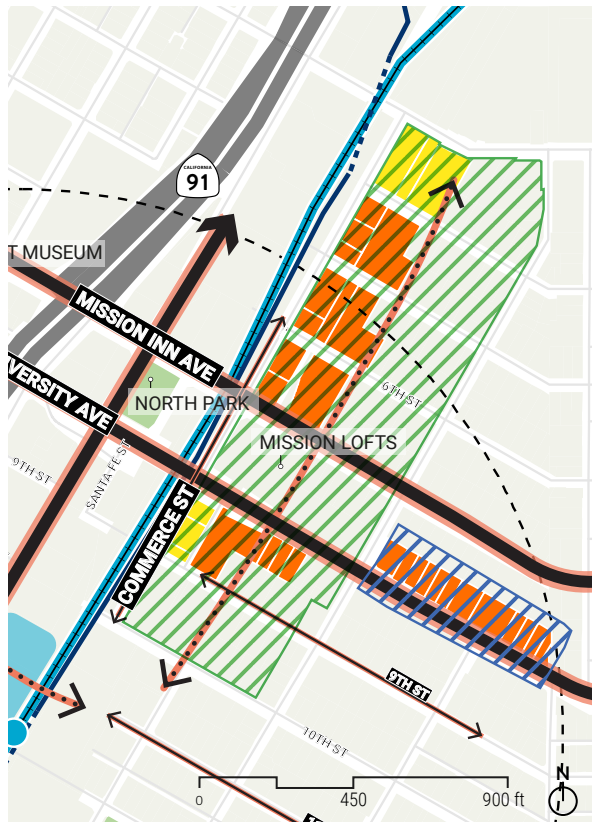 CALIFORNIA
91
T MUSEUM
MISSION INN AVE
VERSITY AVE
NORTH PARK
6TH ST
MISSION LOFTS
9TH ST
SANTA FE ST
COMMERCE ST
9TH ST
10TH ST
N
0 450 900 ft